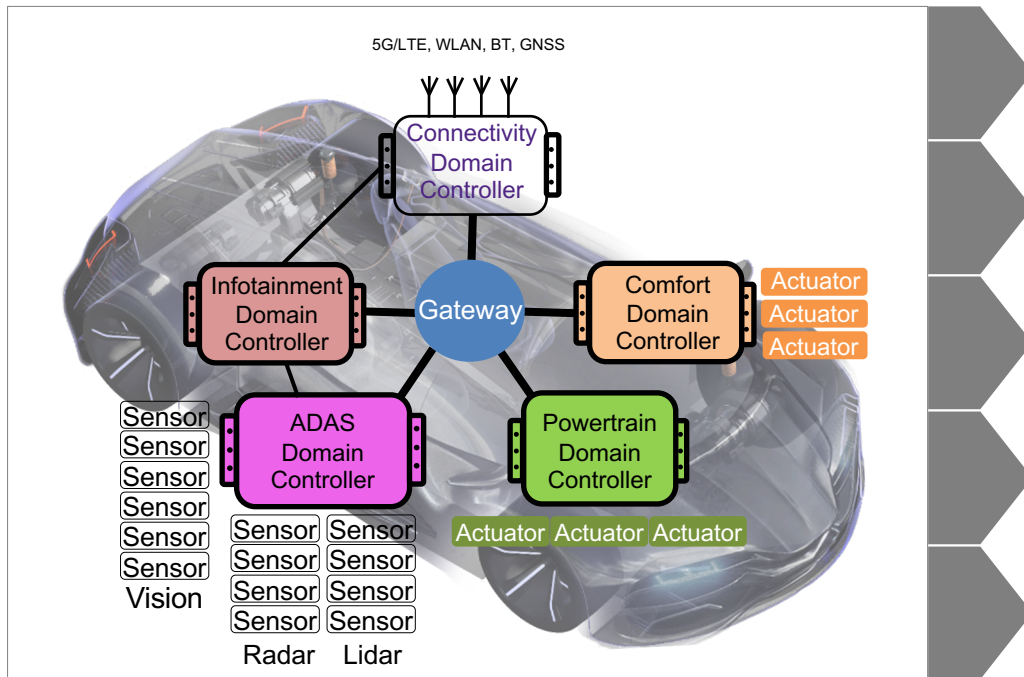 5G/LTE, WLAN, BT, GNSS
Connectivity
Domain
Controller
Infotainment
Domain
Controller
Gateway
Comfort
Domain
Controller
Actuator
Actuator
Actuator
ADAS
Domain
Controller
Powertrain
Domain
Controller
Sensor
Sensor
Sensor
Sensor
Sensor
Sensor
Vision
Sensor Sensor
Sensor Sensor
Sensor Sensor
Sensor Sensor
Radar Lidar
Actuator Actuator Actuator